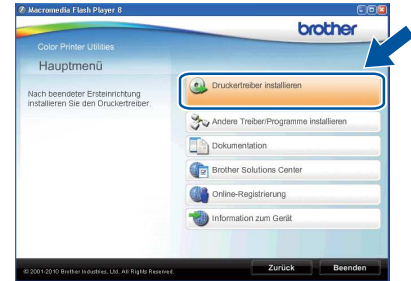 Macromedia Flash Player 8
brother
Color Printer Utilities
Hauptmenü
Nach beendeter Ersteinrichtung
installieren Sie den Druckertreiber.
Druckertreiber installieren
Andere Treiber/Programme installieren
Dokumentation
Brother Solutions Center
Online-Registrierung
Information zum Gerät
© 2001-2010 Brother Industries, Ltd. All Rights Reserved.
Zurück
Beenden